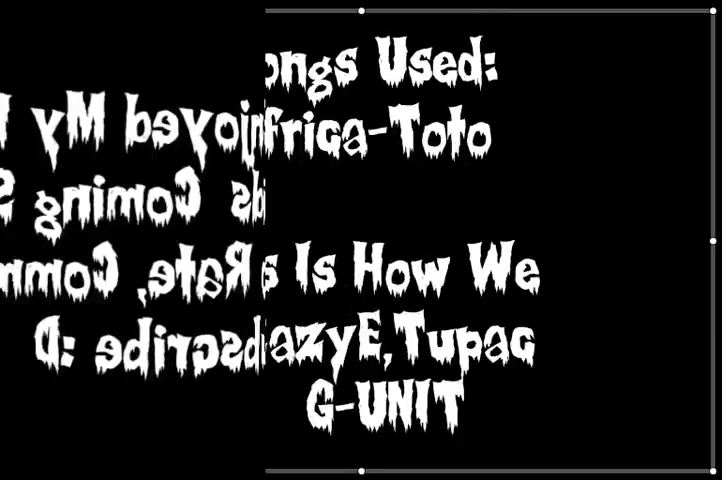 ongs Used:
frica-Toto
s Is How We
azyE,Tupac
G-UNIT
njoyed My
ds Coming
Rate, Comm
bscribe :D